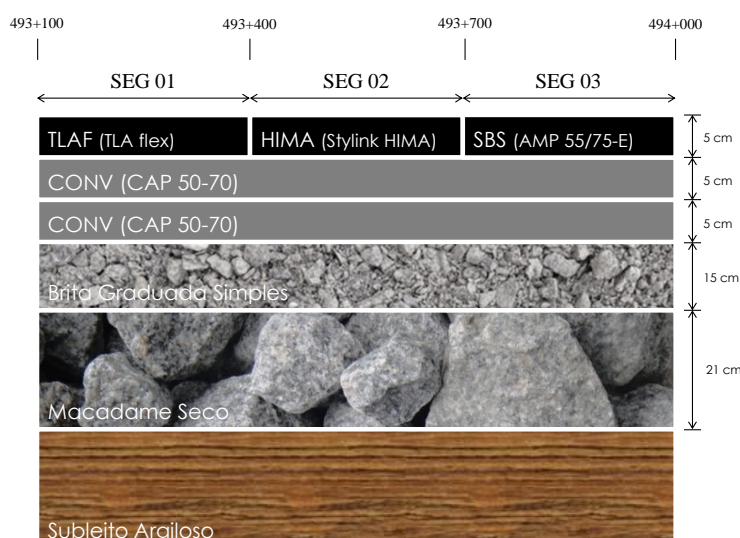 493+100 493+400 493+700 494+000
SEG 01 SEG 02 SEG 03
TLAF (TLA flex) HIMA (Stylink HIMA) SBS (AMP 55/75-E) 5 cm
CONV (CAP 50-70) 5 cm
CONV (CAP 50-70) 5 cm
Brita Graduada Simples 15 cm
Macadame Seco 21 cm
Subleito Argiloso